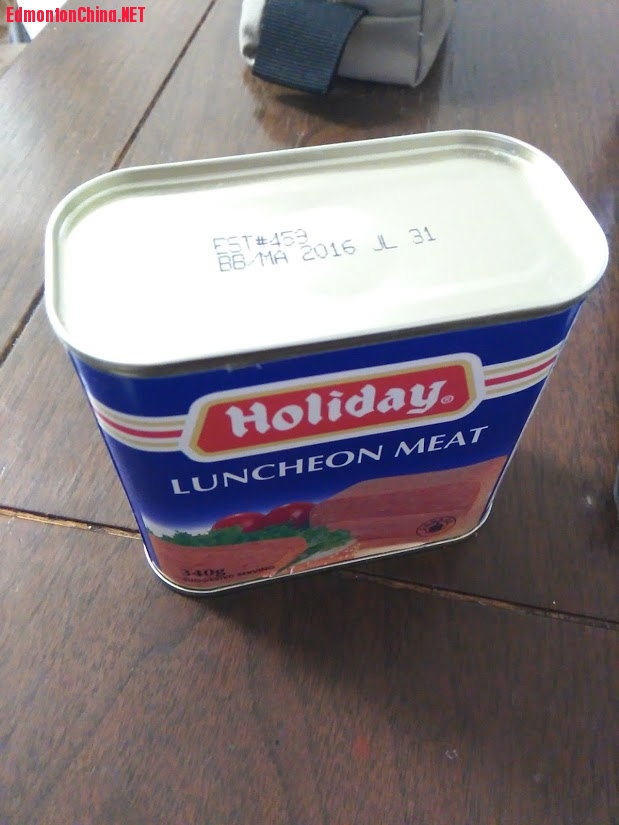 EdmontonChina.NET
EST#459
BB/MA 2016 JL 31
Holiday®
LUNCHEON MEAT
340g